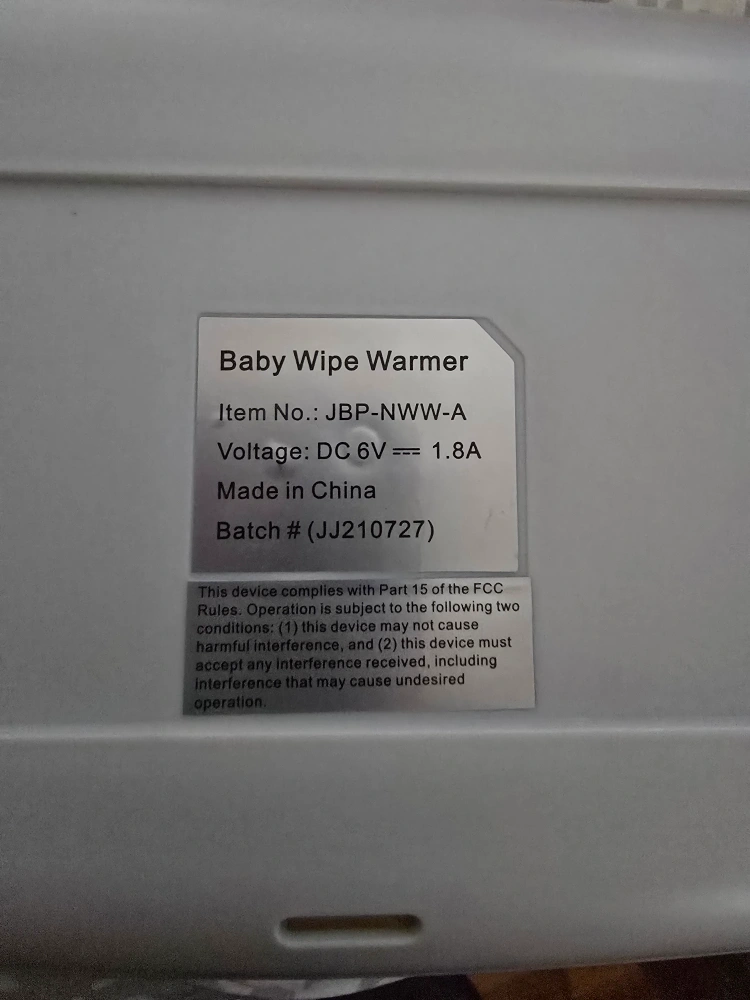 Baby Wipe Warmer
Item No.: JBP-NWW-A
Voltage: DC 6V ⎓ 1.8A
Made in China
Batch # (JJ210727)
This device complies with Part 15 of the FCC
Rules. Operation is subject to the following two
conditions: (1) this device may not cause
harmful interference, and (2) this device must
accept any interference received, including
interference that may cause undesired
operation.